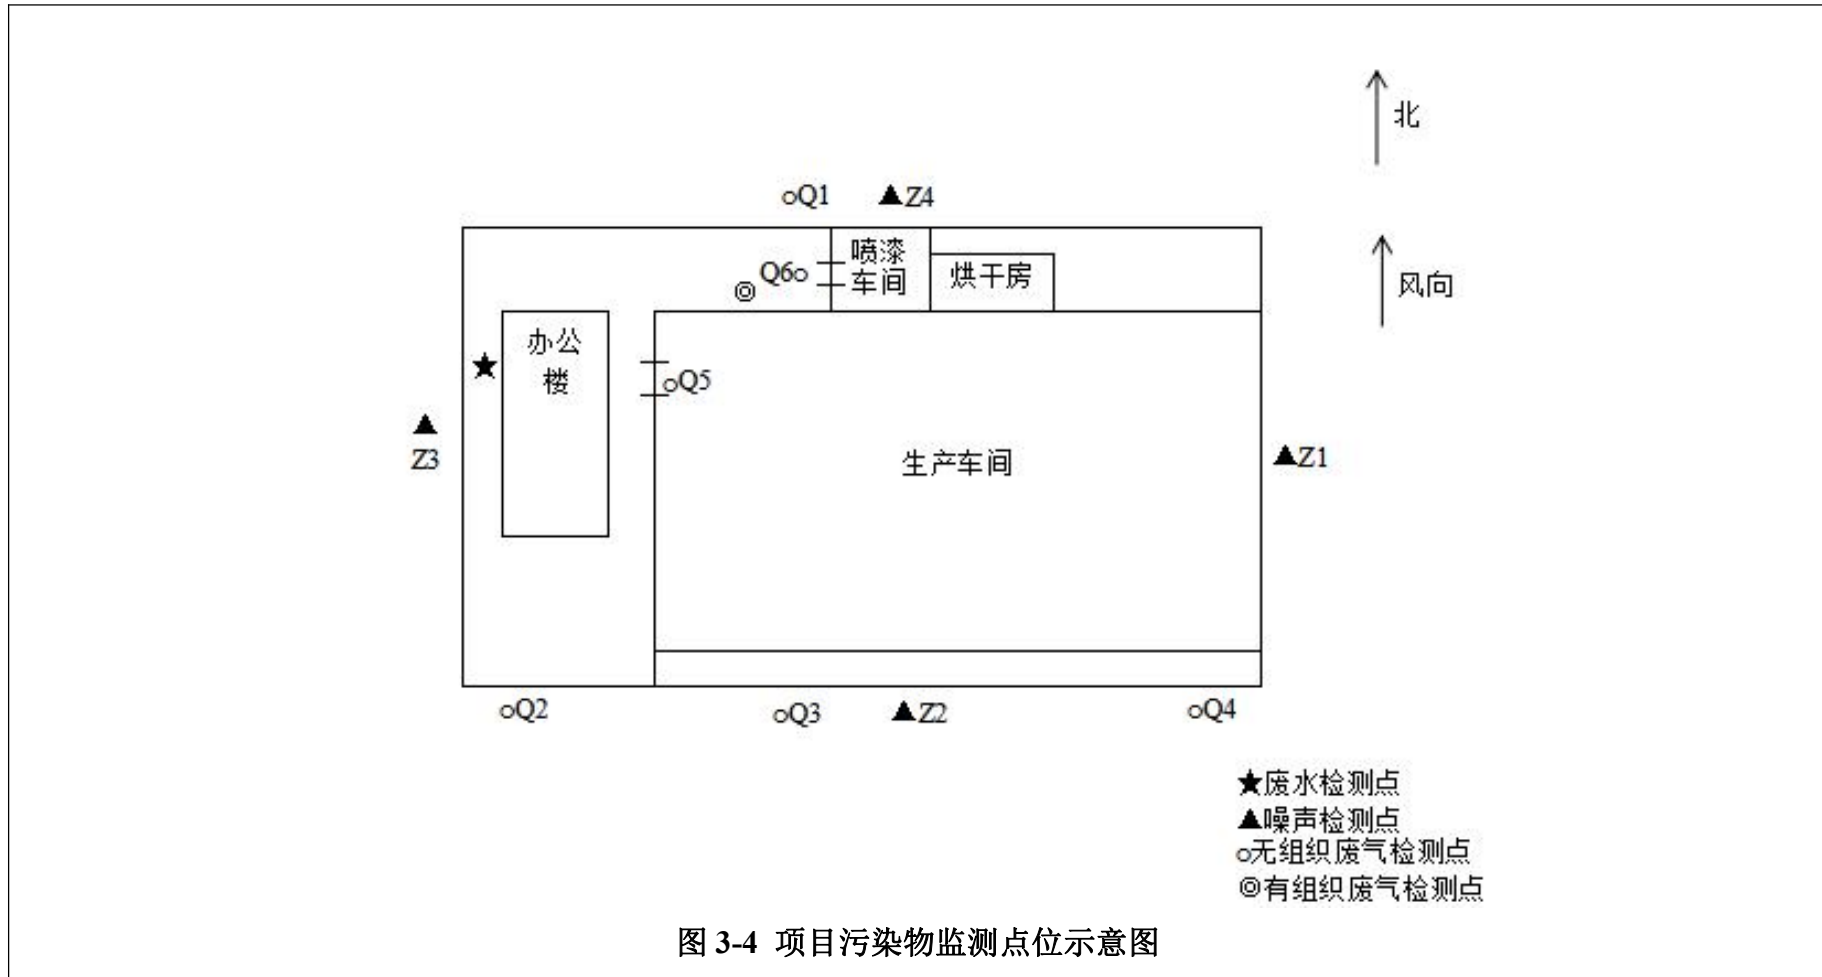 北
Q1
Z4
风向
喷漆
车间
烘干房
Q6
办公
楼
Q5
Z3
生产车间
Z1
Q2
Q3
Z2
Q4
★废水检测点
▲噪声检测点
○无组织废气检测点
◎有组织废气检测点
图 3-4 项目污染物监测点位示意图